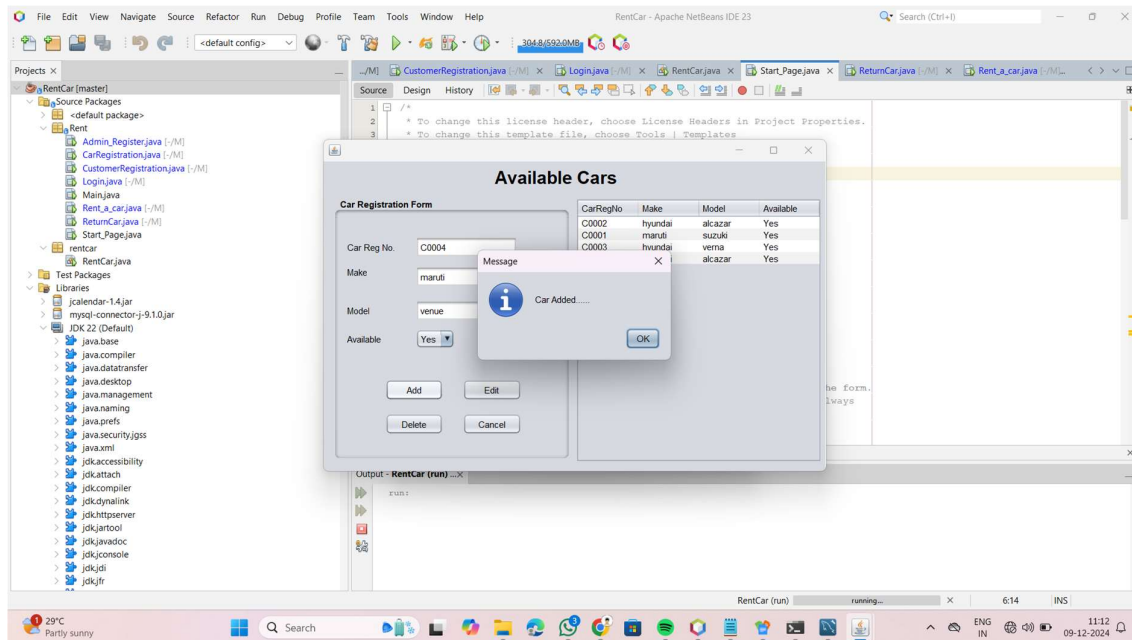 File Edit View Navigate Source Refactor Run Debug Profile Team Tools Window Help RentCar - Apache NetBeans IDE 23 Search (Ctrl+I)
<default config> 304.8/592.0MB
Projects
.../M] CustomerRegistration.java [-/M] Login.java [-/M] RentCar.java Start_Page.java ReturnCar.java [-/M] Rent_a_car.java [-/M]...
Source Design History
RentCar [master]
Source Packages
<default package>
Rent
Admin_Register.java [-/M]
CarRegistration.java [-/M]
CustomerRegistration.java [-/M]
Login.java [-/M]
Main.java
Rent_a_car.java [-/M]
ReturnCar.java [-/M]
Start_Page.java
rentcar
RentCar.java
Test Packages
Libraries
jcalendar-1.4.jar
mysql-connector-j-9.1.0.jar
JDK 22 (Default)
java.base
java.compiler
java.datatransfer
java.desktop
java.management
java.naming
java.prefs
java.security.jgss
java.xml
jdk.accessibility
jdk.attach
jdk.compiler
jdk.dynalink
jdk.httpserver
jdk.jartool
jdk.javadoc
jdk.jconsole
jdk.jdi
jdk.jfr
1 /*
2 * To change this license header, choose License Headers in Project Properties.
3 * To change this template file, choose Tools | Templates
he form.
lways
Available Cars
Car Registration Form
Car Reg No. C0004
Make maruti
Model venue
Available Yes
Add Edit
Delete Cancel
CarRegNo Make Model Available
C0002 hyundai alcazar Yes
C0001 maruti suzuki Yes
C0003 hyundai verna Yes
alcazar Yes
Message
Car Added......
OK
Output - RentCar (run) ...
run:
RentCar (run) running... 6:14 INS
29°C
Partly sunny
Search
ENG
IN
11:12
09-12-2024